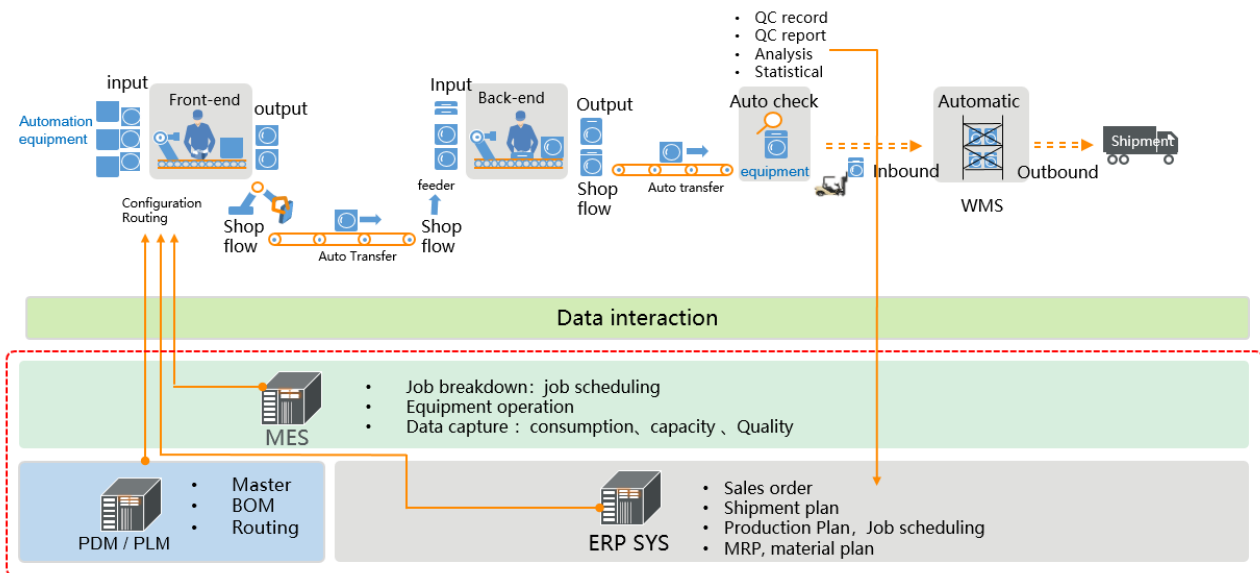 • QC record
• QC report
• Analysis
• Statistical
input
Front-end
output
Automation
equipment
Input
Back-end
Output
Auto check
equipment
Automatic
Shipment
Inbound
Outbound
WMS
feeder
Shop
flow
Auto transfer
Configuration
Routing
Shop
flow
Auto Transfer
Shop
flow
Data interaction
MES
• Job breakdown：job scheduling
• Equipment operation
• Data capture ：consumption、capacity 、Quality
PDM / PLM
• Master
• BOM
• Routing
ERP SYS
• Sales order
• Shipment plan
• Production Plan，Job scheduling
• MRP, material plan